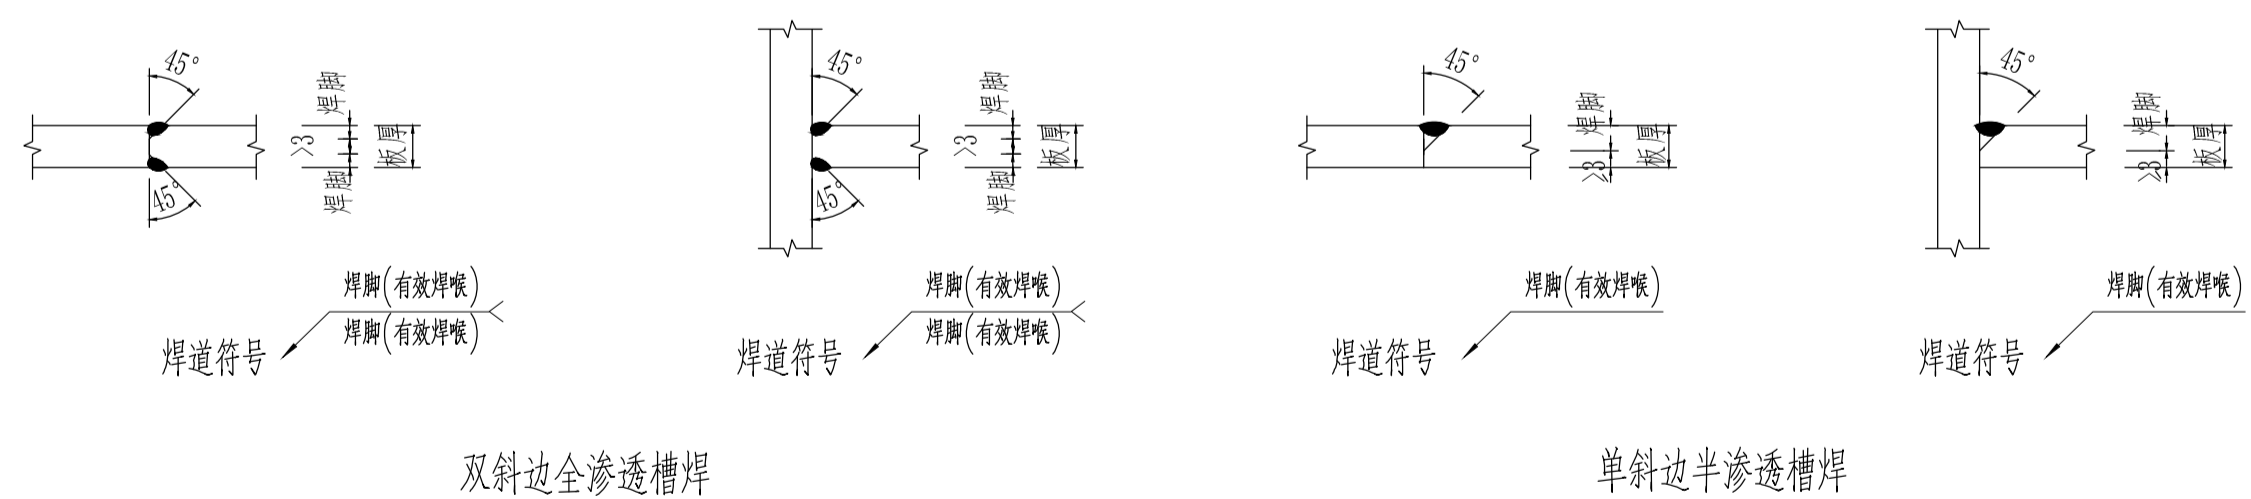 45°
45°
焊脚
>3
焊脚
板厚
焊脚(有效焊喉)
焊脚(有效焊喉)
焊道符号
45°
45°
焊脚
>3
焊脚
板厚
焊脚(有效焊喉)
焊脚(有效焊喉)
焊道符号
双斜边全渗透槽焊
45°
焊脚
≥3
板厚
焊脚(有效焊喉)
焊道符号
45°
焊脚
≥3
板厚
焊脚(有效焊喉)
焊道符号
单斜边半渗透槽焊